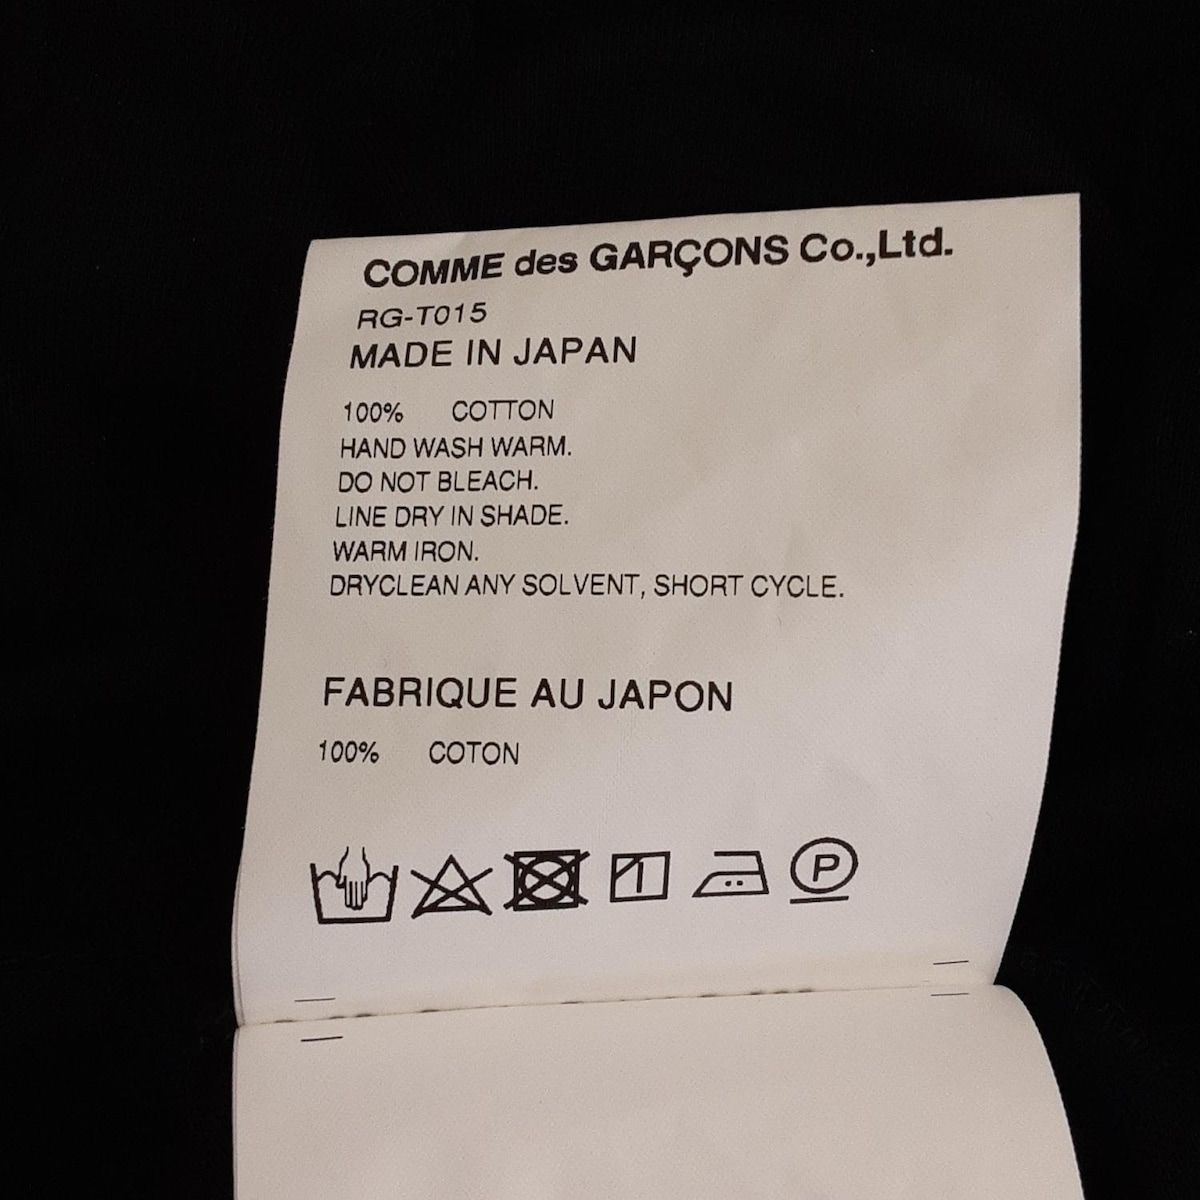 COMME des GARÇONS Co.,Ltd.
RG-T015
MADE IN JAPAN
100% COTTON
HAND WASH WARM.
DO NOT BLEACH.
LINE DRY IN SHADE.
WARM IRON.
DRYCLEAN ANY SOLVENT, SHORT CYCLE.
FABRIQUE AU JAPON
100% COTON
P